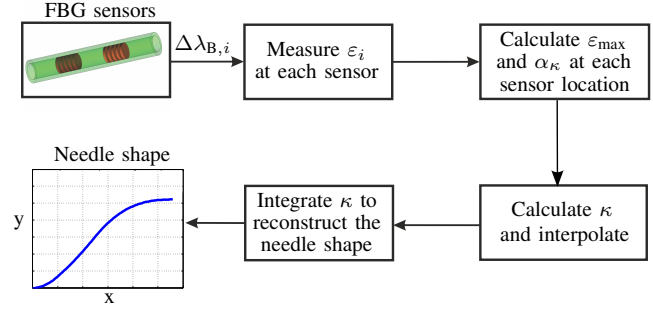 FBG sensors
Δλ_B,i
Measure ε_i
at each sensor
Calculate ε_max
and α_κ at each
sensor location
Needle shape
y
x
Integrate κ to
reconstruct the
needle shape
Calculate κ
and interpolate